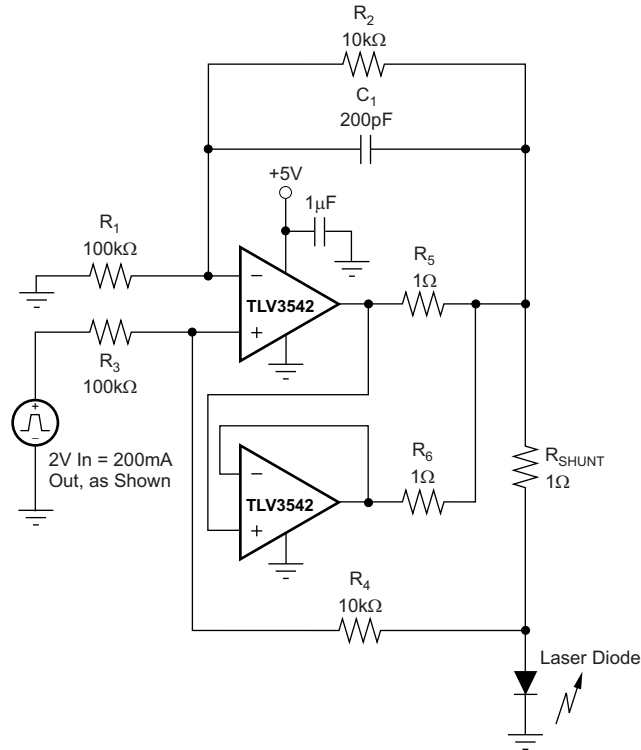 R2
10kΩ
C1
200pF
+5V
1μF
R1
100kΩ
−
TLV3542
+
R5
1Ω
R3
100kΩ
+
−
2V In = 200mA
Out, as Shown
−
TLV3542
+
R6
1Ω
RSHUNT
1Ω
R4
10kΩ
Laser Diode